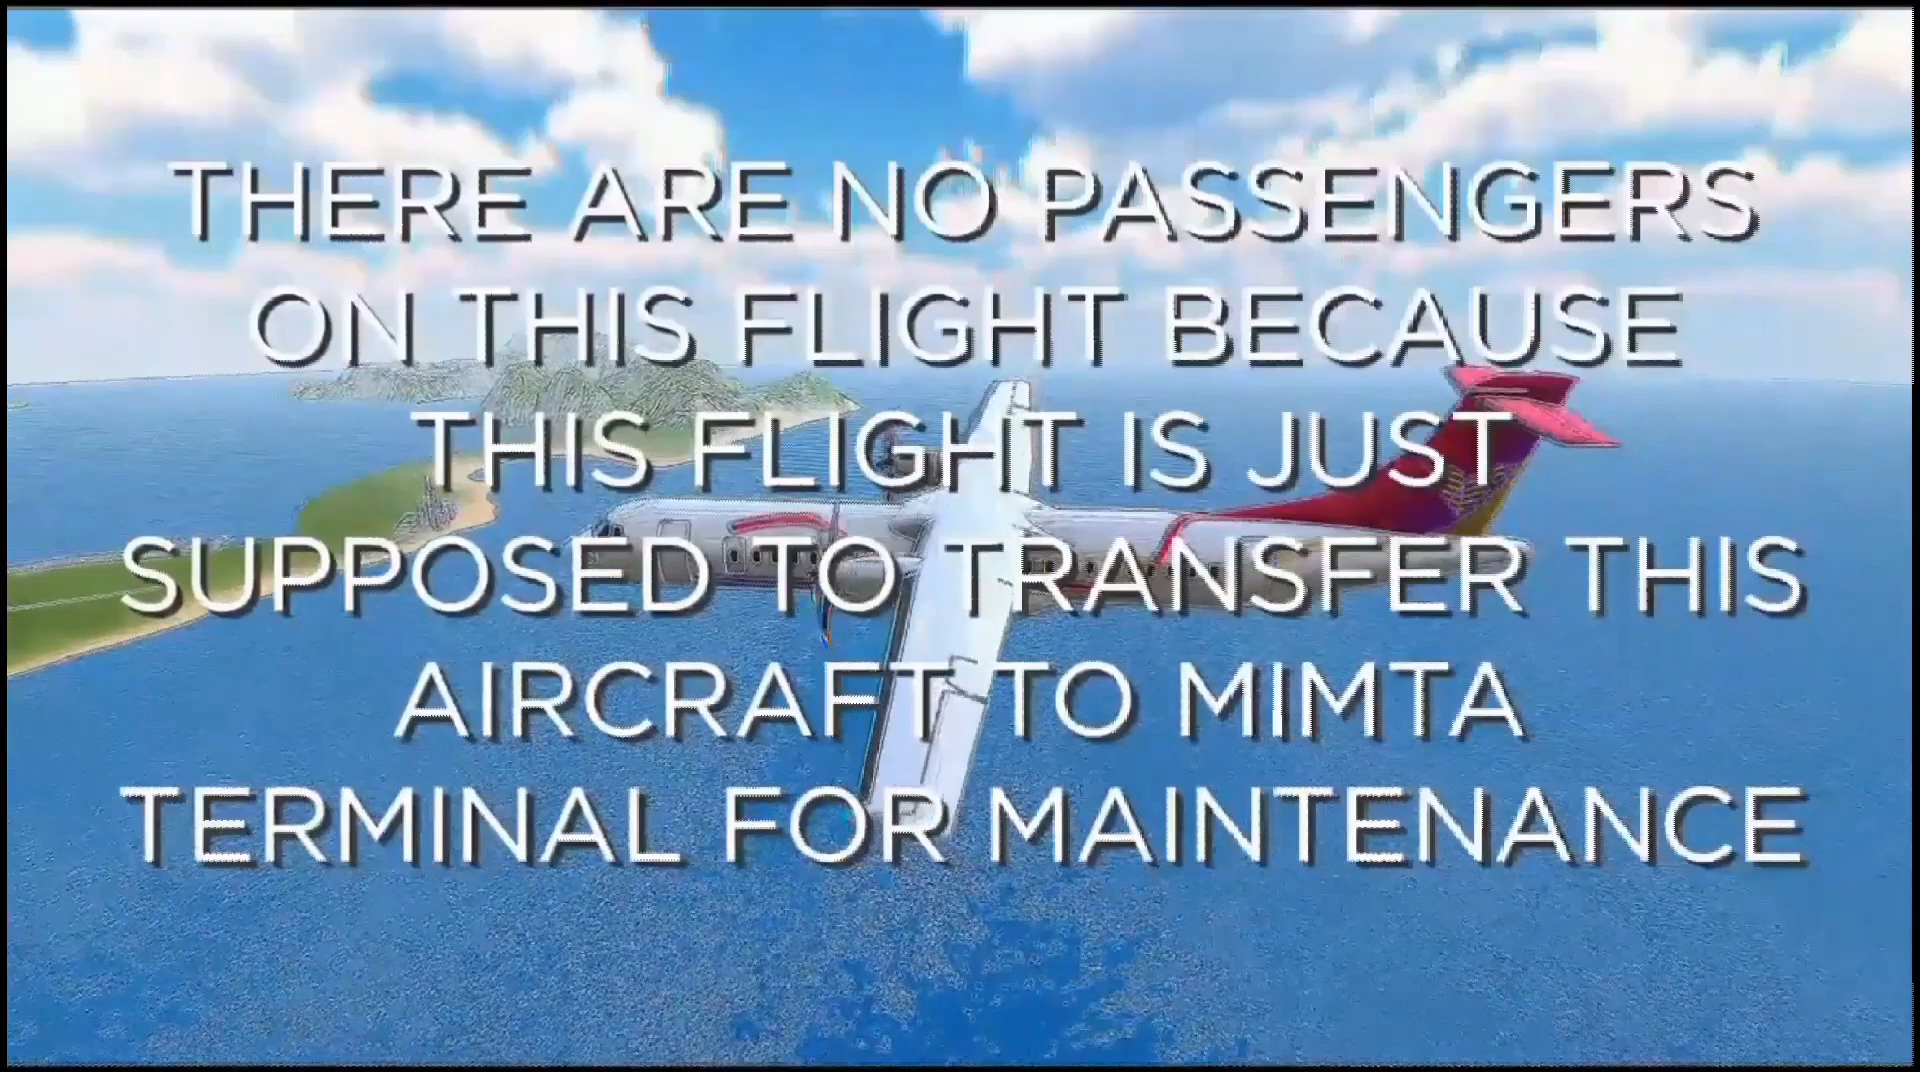 THERE ARE NO PASSENGERS
ON THIS FLIGHT BECAUSE
THIS FLIGHT IS JUST
SUPPOSED TO TRANSFER THIS
AIRCRAFT TO MIMTA
TERMINAL FOR MAINTENANCE